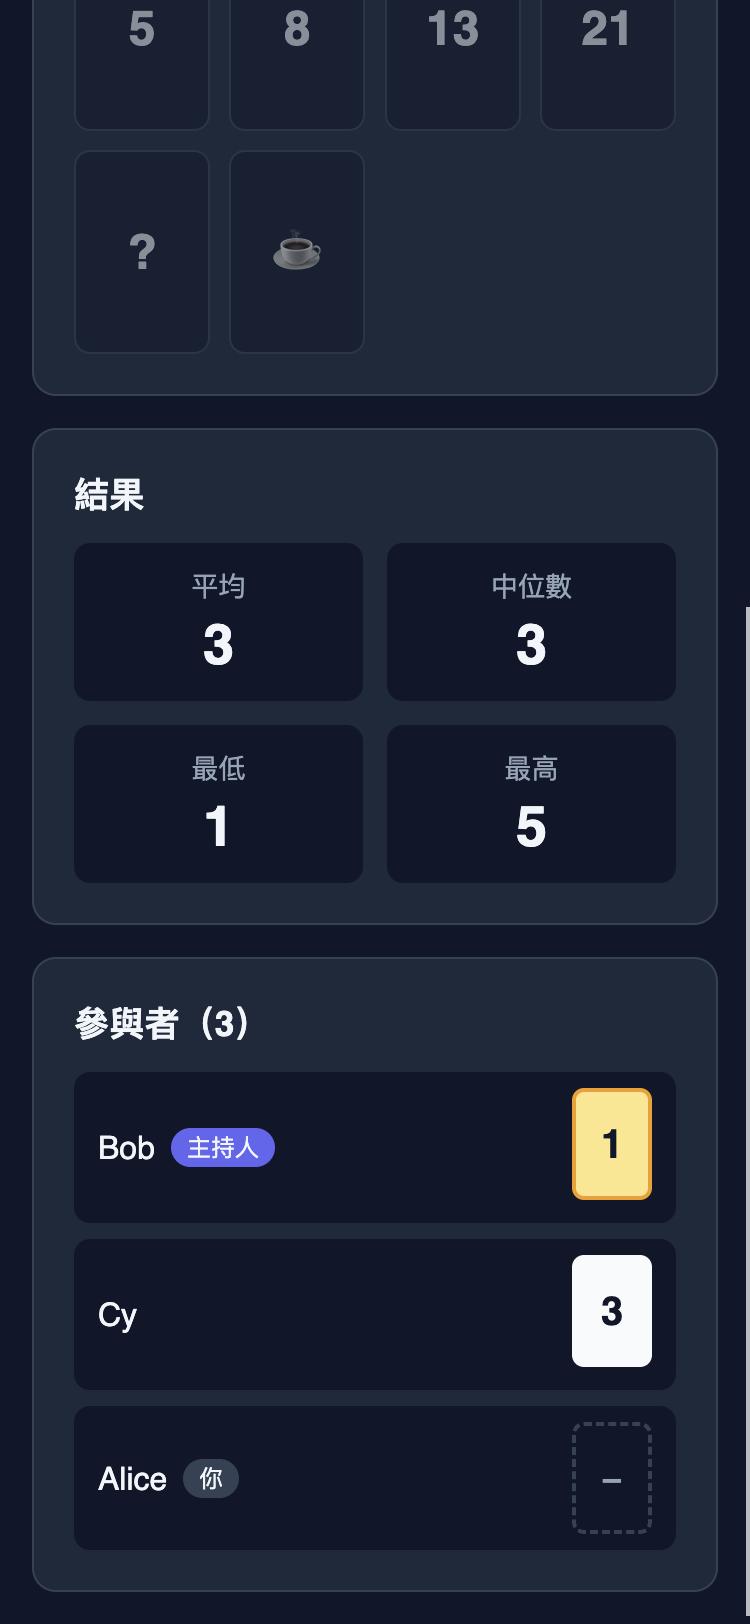 5 8 13 21
?
結果
平均 中位數
3 3
最低 最高
1 5
參與者（3）
Bob 主持人 1
Cy 3
Alice 你 –